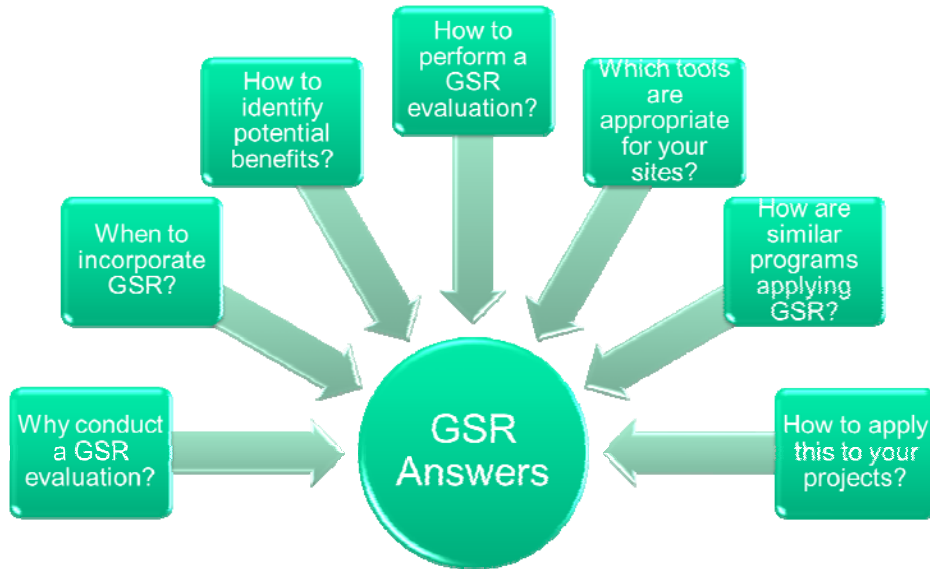 Why conduct
a GSR
evaluation?
When to
incorporate
GSR?
How to
identify
potential
benefits?
How to
perform a
GSR
evaluation?
Which tools
are
appropriate
for your
sites?
How are
similar
programs
applying
GSR?
How to apply
this to your
projects?
GSR
Answers